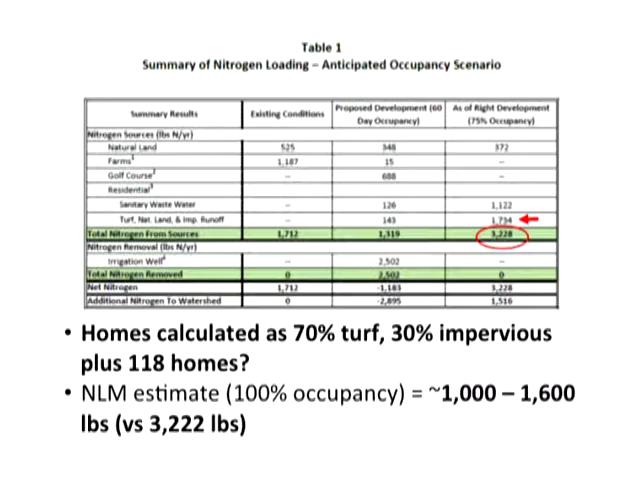 Table 1
Summary of Nitrogen Loading – Anticipated Occupancy Scenario
Summary Results Existing Conditions Proposed Development (60 Day Occupancy) As of Right Development (75% Occupancy)
Nitrogen Sources (lbs N/yr)
Natural Land 525 348 372
Farms¹ 1,187 15 –
Golf Course² – 688 –
Residential³
Sanitary Waste Water – 126 1,122
Turf, Nat. Land, & Imp. Runoff – 143 1,734
Total Nitrogen From Sources 1,712 1,319 3,228
Nitrogen Removal (lbs N/yr)
Irrigation Well – 2,502 –
Total Nitrogen Removed 0 2,502 0
Net Nitrogen 1,712 -1,183 3,228
Additional Nitrogen To Watershed 0 -2,895 1,516
• Homes calculated as 70% turf, 30% impervious
plus 118 homes?
• NLM estimate (100% occupancy) = ~1,000 – 1,600
lbs (vs 3,222 lbs)